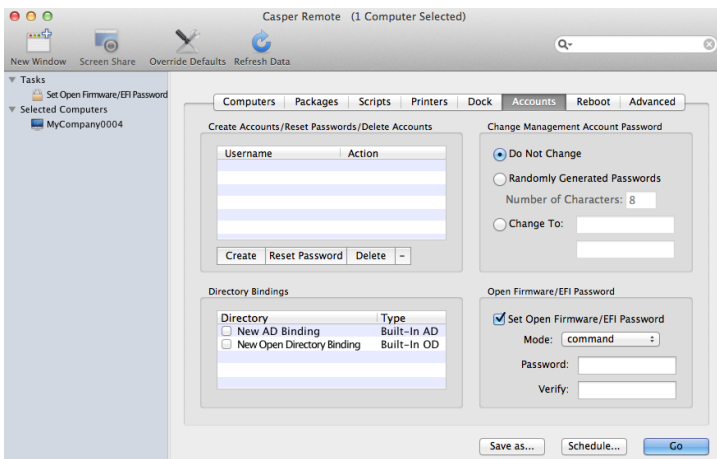 Casper Remote (1 Computer Selected)
New Window Screen Share Override Defaults Refresh Data
Tasks
Set Open Firmware/EFI Password
Selected Computers
MyCompany0004
Computers Packages Scripts Printers Dock Accounts Reboot Advanced
Create Accounts/Reset Passwords/Delete Accounts
Username Action
Create Reset Password Delete –
Change Management Account Password
Do Not Change
Randomly Generated Passwords
Number of Characters: 8
Change To:
Directory Bindings
Directory Type
New AD Binding Built-In AD
New Open Directory Binding Built-In OD
Open Firmware/EFI Password
Set Open Firmware/EFI Password
Mode: command
Password:
Verify:
Save as... Schedule... Go